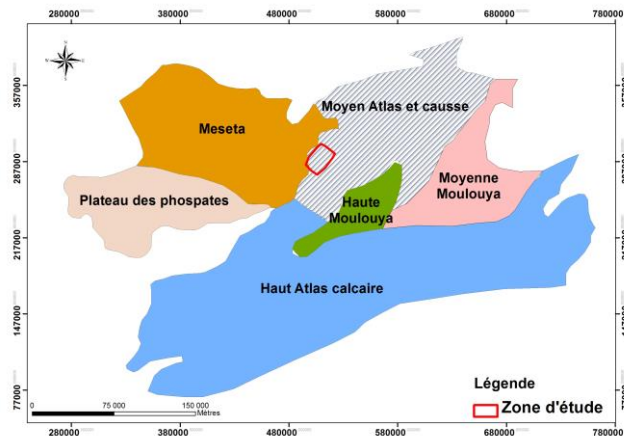 280000 380000 480000 580000 680000 780000
357000
287000
217000
147000
77000
Moyen Atlas et causse
Meseta
Plateau des phospates
Haute
Moulouya
Moyenne
Moulouya
Haut Atlas calcaire
0 75 000 150 000
Mètres
Légende
Zone d'étude
357000
287000
217000
147000
77000
280000 380000 480000 580000 680000 780000